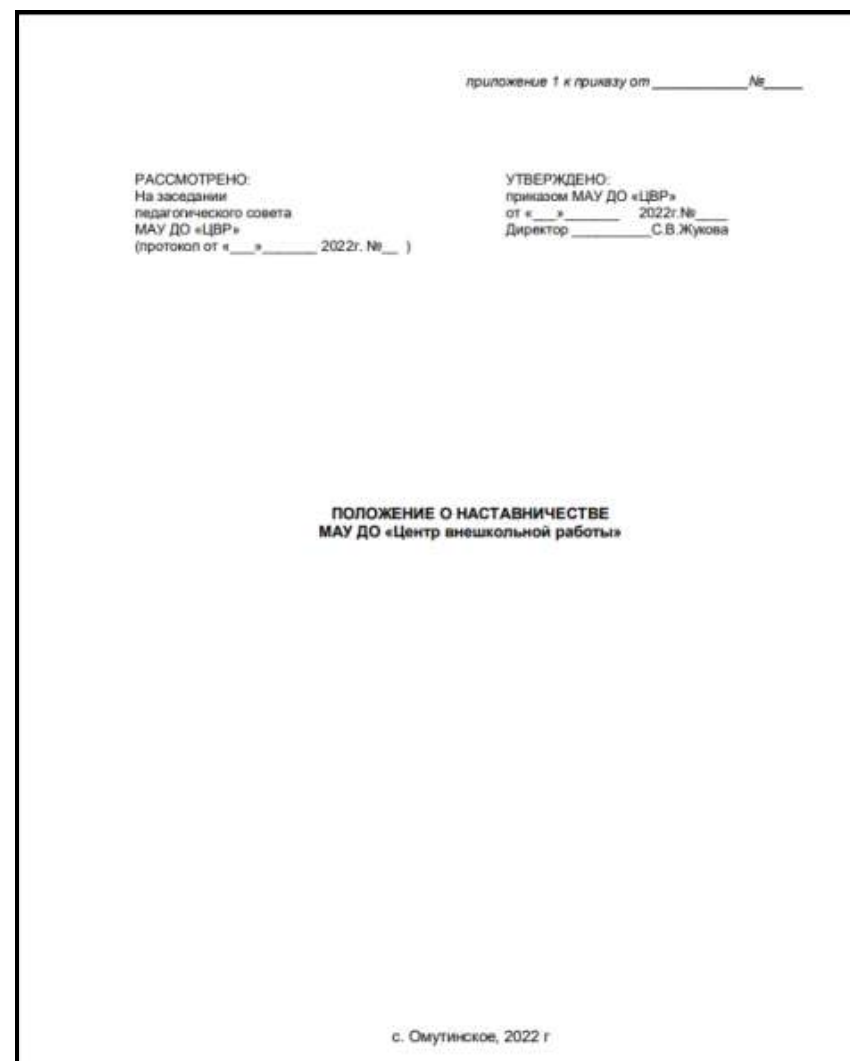 приложение 1 к приказу от _____________№_____
РАССМОТРЕНО:
На заседании
педагогического совета
МАУ ДО «ЦВР»
(протокол от «___»_______ 2022г. №__ )
УТВЕРЖДЕНО:
приказом МАУ ДО «ЦВР»
от «___»_______ 2022г.№____
Директор __________С.В.Жукова
ПОЛОЖЕНИЕ О НАСТАВНИЧЕСТВЕ
МАУ ДО «Центр внешкольной работы»
с. Омутинское, 2022 г